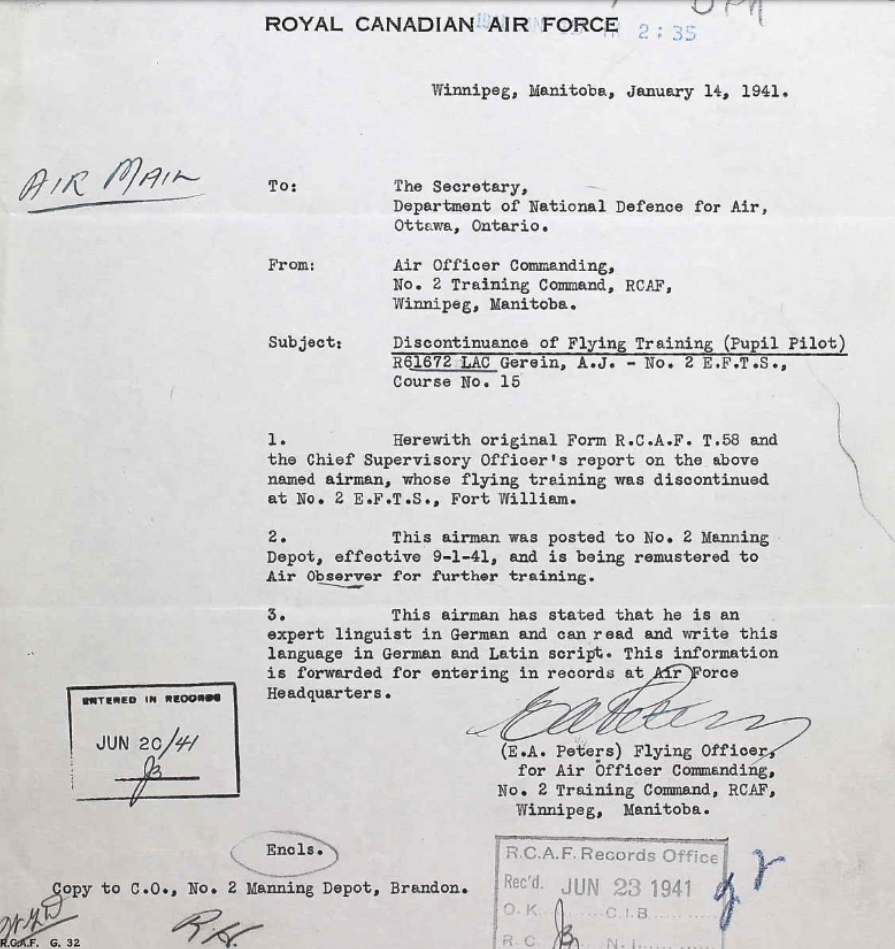 ROYAL CANADIAN AIR FORCE
2:35
Winnipeg, Manitoba, January 14, 1941.
AIR MAIL
To: The Secretary,
Department of National Defence for Air,
Ottawa, Ontario.
From: Air Officer Commanding,
No. 2 Training Command, RCAF,
Winnipeg, Manitoba.
Subject: Discontinuance of Flying Training (Pupil Pilot)
R61672 LAC Gerein, A.J. - No. 2 E.F.T.S.,
Course No. 15
1. Herewith original Form R.C.A.F. T.58 and
the Chief Supervisory Officer's report on the above
named airman, whose flying training was discontinued
at No. 2 E.F.T.S., Fort William.
2. This airman was posted to No. 2 Manning
Depot, effective 9-1-41, and is being remustered to
Air Observer for further training.
3. This airman has stated that he is an
expert linguist in German and can read and write this
language in German and Latin script. This information
is forwarded for entering in records at Air Force
Headquarters.
ENTERED IN RECORDS
JUN 20/41
(E.A. Peters) Flying Officer,
for Air Officer Commanding,
No. 2 Training Command, RCAF,
Winnipeg, Manitoba.
Encls.
Copy to C.O., No. 2 Manning Depot, Brandon.
R.C.A.F. Records Office
Rec'd. JUN 23 1941
O.K. C.I.B.
R.C. N.I.
R.H.
R.C.A.F. G. 32